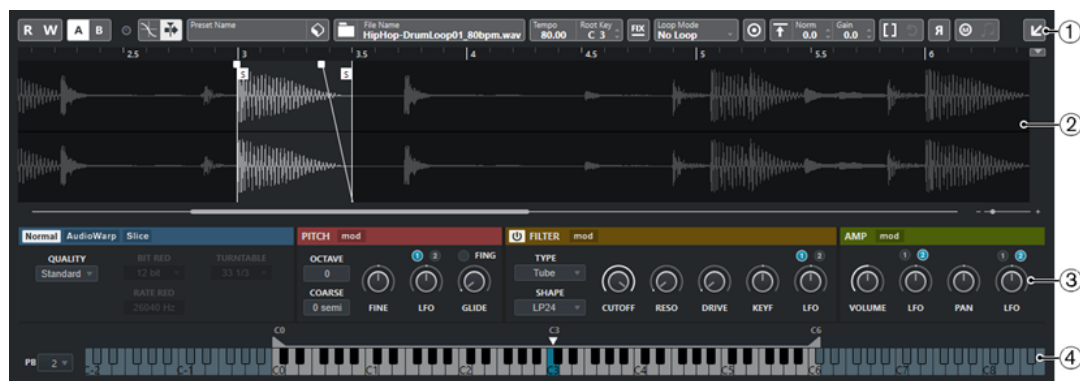 R W A B Preset Name File Name Tempo Root Key FIX Loop Mode Norm Gain R M
HipHop-DrumLoop01_80bpm.wav 80.00 C 3 No Loop 0.0 0.0 1
2.5 3 3.5 4 4.5 5 5.5 6
S S
2
Normal AudioWarp Slice PITCH mod FILTER mod AMP mod
QUALITY BIT RED TURNTABLE OCTAVE 1 2 FING TYPE 1 2 1 2 1 2
Standard 12 bit 33 1/3 0 Tube
RATE RED COARSE SHAPE 3
28040 Hz 0 semi FINE LFO GLIDE LP24 CUTOFF RESO DRIVE KEYF LFO VOLUME LFO PAN LFO
C0 C3 C6
PB 2 4
C-2 C-1 C0 C1 C2 C3 C4 C5 C6 C7 C8